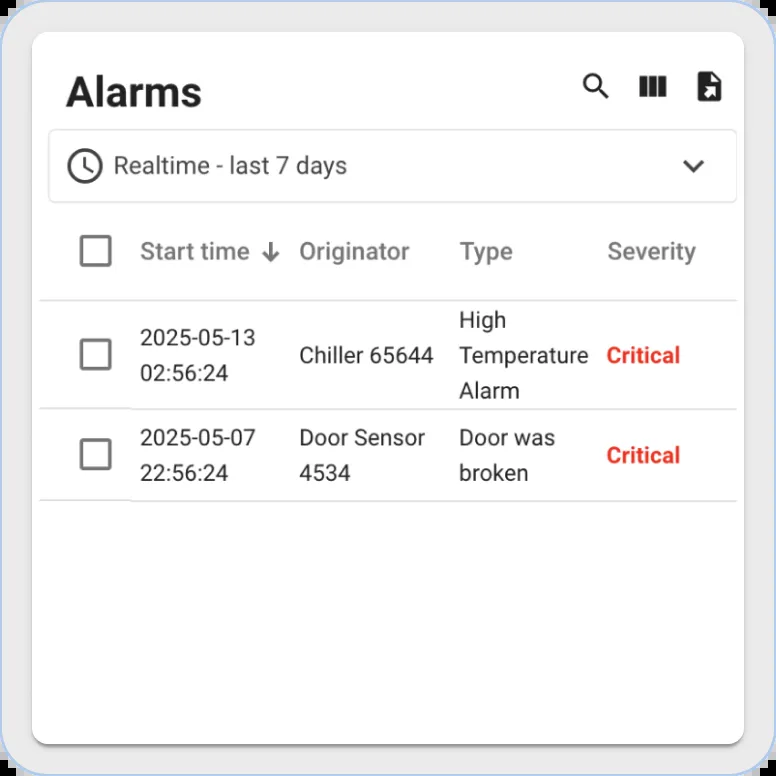 Alarms
Realtime - last 7 days
Start time Originator Type Severity
2025-05-13 02:56:24 Chiller 65644 High Temperature Alarm Critical
2025-05-07 22:56:24 Door Sensor 4534 Door was broken Critical